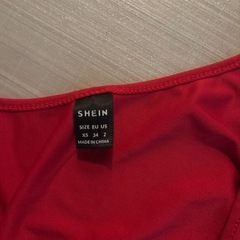 SHEIN
SIZE EU US
XS 34 2
MADE IN CHINA